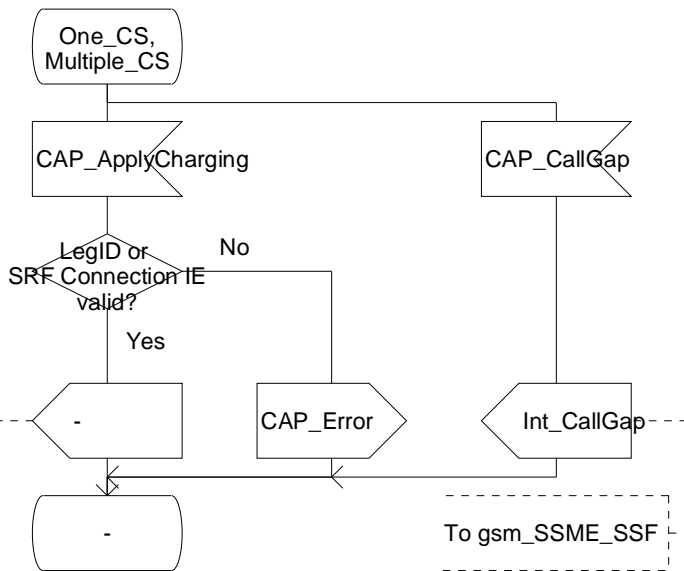 One_CS,
Multiple_CS
CAP_ApplyCharging
CAP_CallGap
LegID or
SRF Connection IE
valid?
No
Yes
-
CAP_Error
Int_CallGap
-
To gsm_SSME_SSF